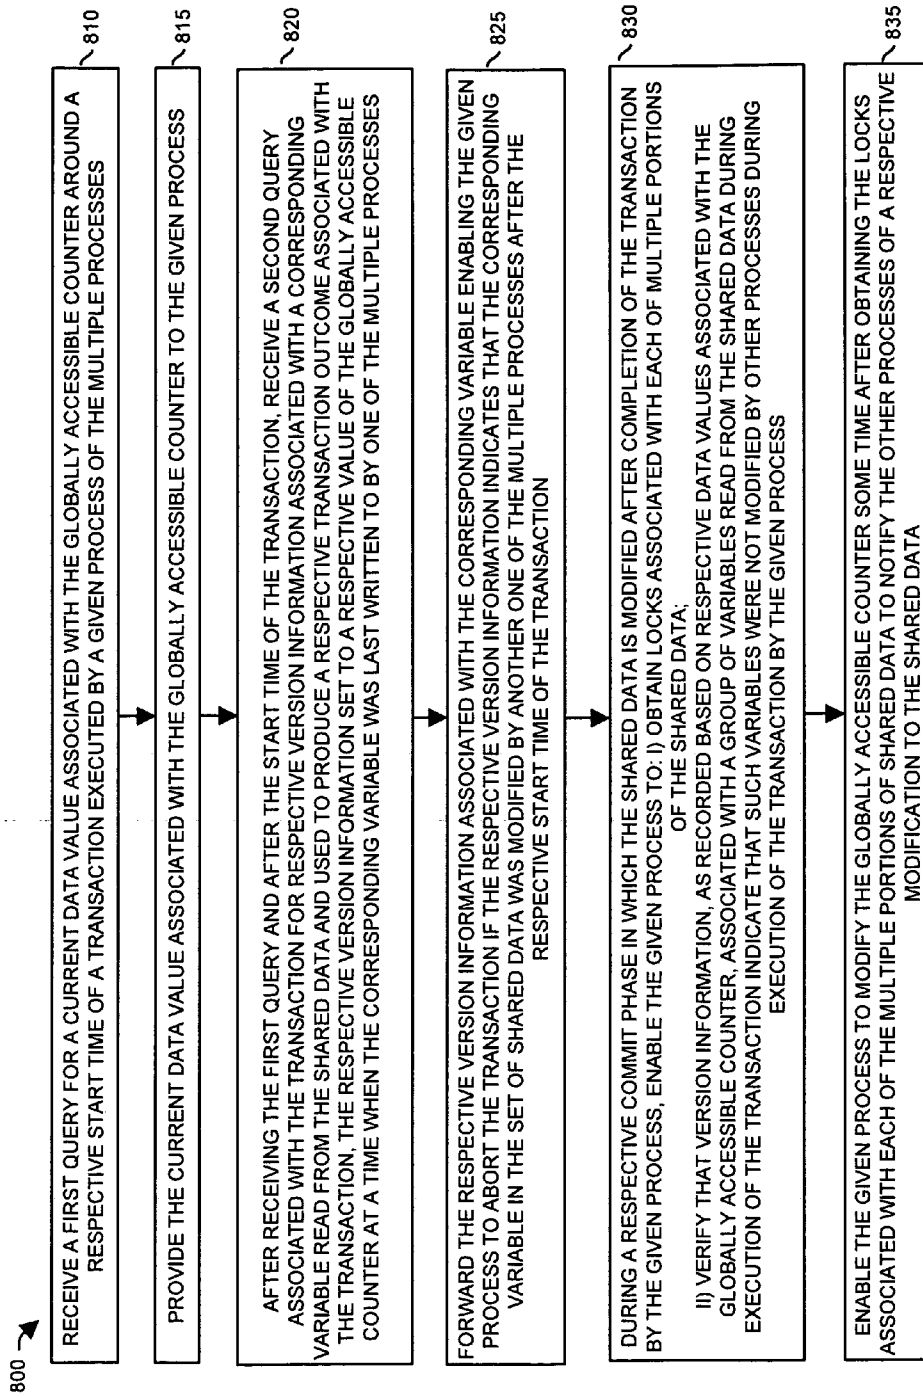 800
810
RECEIVE A FIRST QUERY FOR A CURRENT DATA VALUE ASSOCIATED WITH THE GLOBALLY ACCESSIBLE COUNTER AROUND A
RESPECTIVE START TIME OF A TRANSACTION EXECUTED BY A GIVEN PROCESS OF THE MULTIPLE PROCESSES
815
PROVIDE THE CURRENT DATA VALUE ASSOCIATED WITH THE GLOBALLY ACCESSIBLE COUNTER TO THE GIVEN PROCESS
820
AFTER RECEIVING THE FIRST QUERY AND AFTER THE START TIME OF THE TRANSACTION, RECEIVE A SECOND QUERY
ASSOCIATED WITH THE TRANSACTION FOR RESPECTIVE VERSION INFORMATION ASSOCIATED WITH A CORRESPONDING
VARIABLE READ FROM THE SHARED DATA AND USED TO PRODUCE A RESPECTIVE TRANSACTION OUTCOME ASSOCIATED WITH
THE TRANSACTION, THE RESPECTIVE VERSION INFORMATION SET TO A RESPECTIVE VALUE OF THE GLOBALLY ACCESSIBLE
COUNTER AT A TIME WHEN THE CORRESPONDING VARIABLE WAS LAST WRITTEN TO BY ONE OF THE MULTIPLE PROCESSES
825
FORWARD THE RESPECTIVE VERSION INFORMATION ASSOCIATED WITH THE CORRESPONDING VARIABLE ENABLING THE GIVEN
PROCESS TO ABORT THE TRANSACTION IF THE RESPECTIVE VERSION INFORMATION INDICATES THAT THE CORRESPONDING
VARIABLE IN THE SET OF SHARED DATA WAS MODIFIED BY ANOTHER ONE OF THE MULTIPLE PROCESSES AFTER THE
RESPECTIVE START TIME OF THE TRANSACTION
830
DURING A RESPECTIVE COMMIT PHASE IN WHICH THE SHARED DATA IS MODIFIED AFTER COMPLETION OF THE TRANSACTION
BY THE GIVEN PROCESS, ENABLE THE GIVEN PROCESS TO: I) OBTAIN LOCKS ASSOCIATED WITH EACH OF MULTIPLE PORTIONS
OF THE SHARED DATA;
II) VERIFY THAT VERSION INFORMATION, AS RECORDED BASED ON RESPECTIVE DATA VALUES ASSOCIATED WITH THE
GLOBALLY ACCESSIBLE COUNTER, ASSOCIATED WITH A GROUP OF VARIABLES READ FROM THE SHARED DATA DURING
EXECUTION OF THE TRANSACTION INDICATE THAT SUCH VARIABLES WERE NOT MODIFIED BY OTHER PROCESSES DURING
EXECUTION OF THE TRANSACTION BY THE GIVEN PROCESS
835
ENABLE THE GIVEN PROCESS TO MODIFY THE GLOBALLY ACCESSIBLE COUNTER SOME TIME AFTER OBTAINING THE LOCKS
ASSOCIATED WITH EACH OF THE MULTIPLE PORTIONS OF SHARED DATA TO NOTIFY THE OTHER PROCESSES OF A RESPECTIVE
MODIFICATION TO THE SHARED DATA